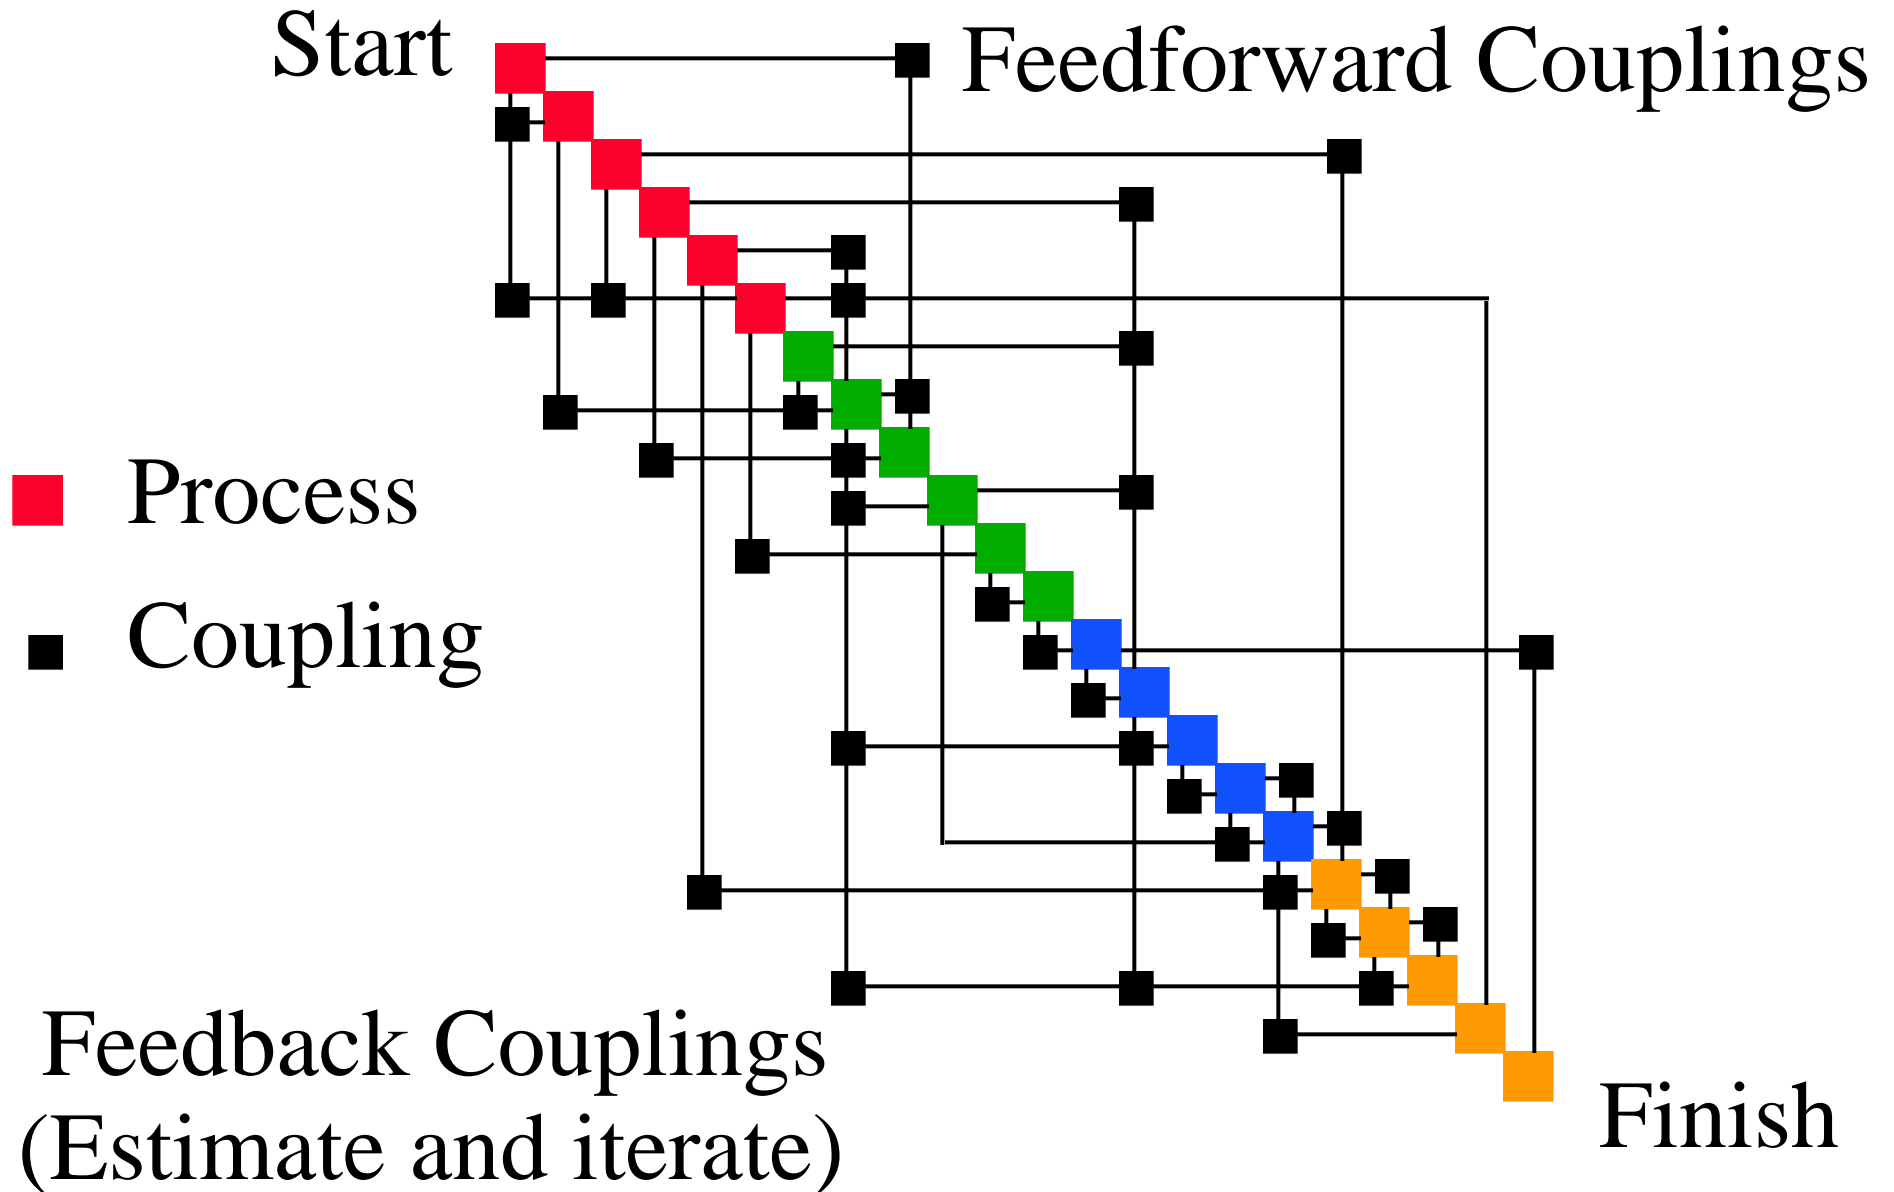 Start
Feedforward Couplings
Process
Coupling
Feedback Couplings
(Estimate and iterate)
Finish